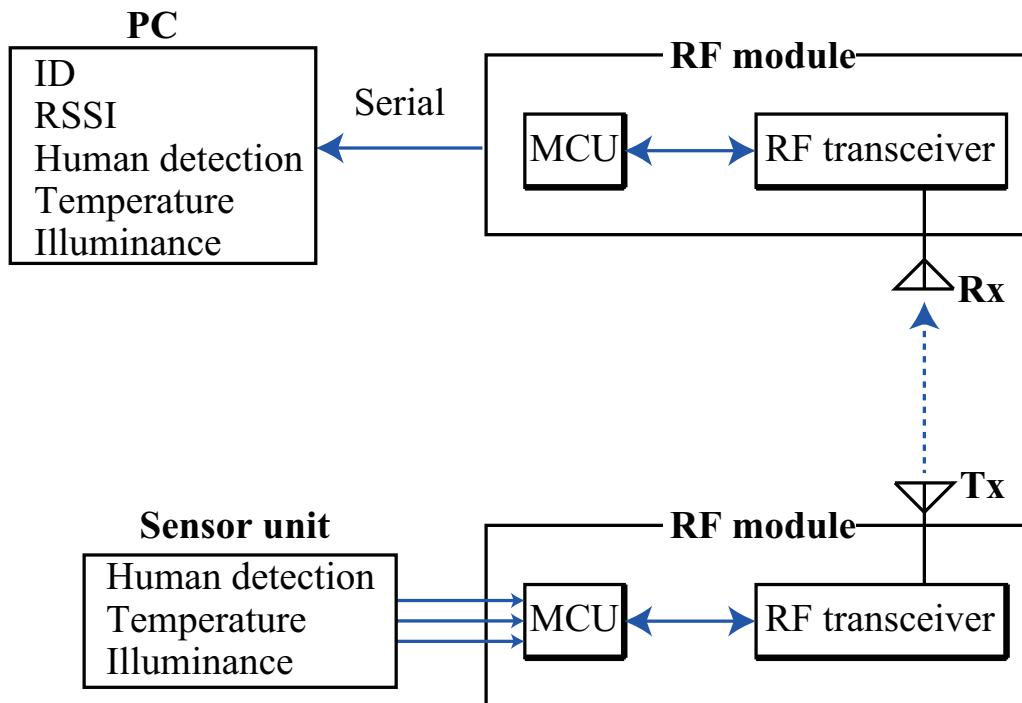 PC
ID
RSSI
Human detection
Temperature
Illuminance
Serial
RF module
MCU
RF transceiver
Rx
Tx
Sensor unit
Human detection
Temperature
Illuminance
RF module
MCU
RF transceiver